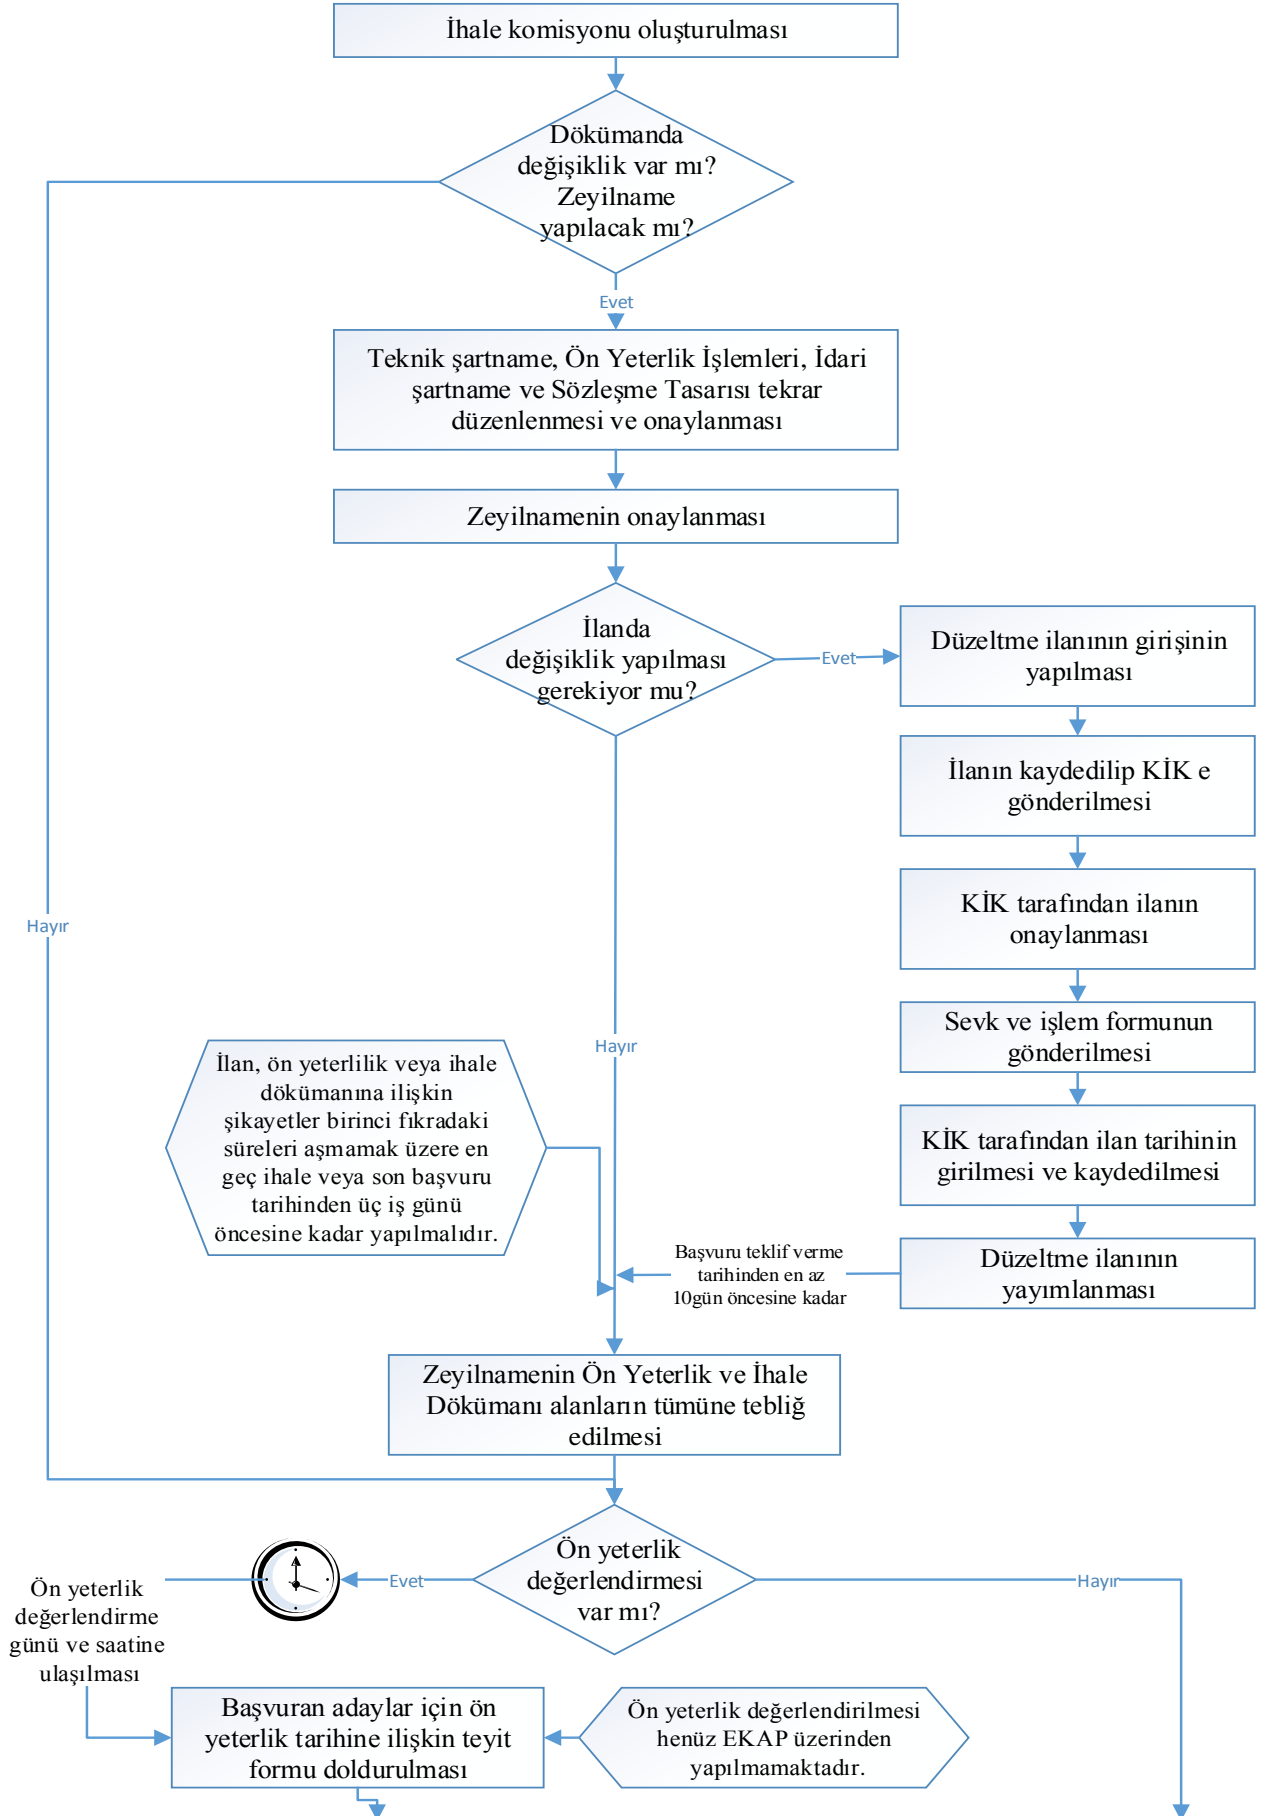 İhale komisyonu oluşturulması
Dökümanda
değişiklik var mı?
Zeyilname
yapılacak mı?
Evet
Teknik şartname, Ön Yeterlik İşlemleri, İdari
şartname ve Sözleşme Tasarısı tekrar
düzenlenmesi ve onaylanması
Zeyilnamenin onaylanması
İlanda
değişiklik yapılması
gerekiyor mu?
Evet
Düzeltme ilanının girişinin
yapılması
İlanın kaydedilip KİK e
gönderilmesi
KİK tarafından ilanın
onaylanması
Hayır
Sevk ve işlem formunun
gönderilmesi
Hayır
İlan, ön yeterlilik veya ihale
dökümanına ilişkin
şikayetler birinci fıkradaki
süreleri aşmamak üzere en
geç ihale veya son başvuru
tarihinden üç iş günü
öncesine kadar yapılmalıdır.
KİK tarafından ilan tarihinin
girilmesi ve kaydedilmesi
Başvuru teklif verme
tarihinden en az
10gün öncesine kadar
Düzeltme ilanının
yayımlanması
Zeyilnamenin Ön Yeterlik ve İhale
Dökümanı alanların tümüne tebliğ
edilmesi
Ön yeterlik
değerlendirmesi
var mı?
Evet
Hayır
Ön yeterlik
değerlendirme
günü ve saatine
ulaşılması
Başvuran adaylar için ön
yeterlik tarihine ilişkin teyit
formu doldurulması
Ön yeterlik değerlendirilmesi
henüz EKAP üzerinden
yapılmamaktadır.